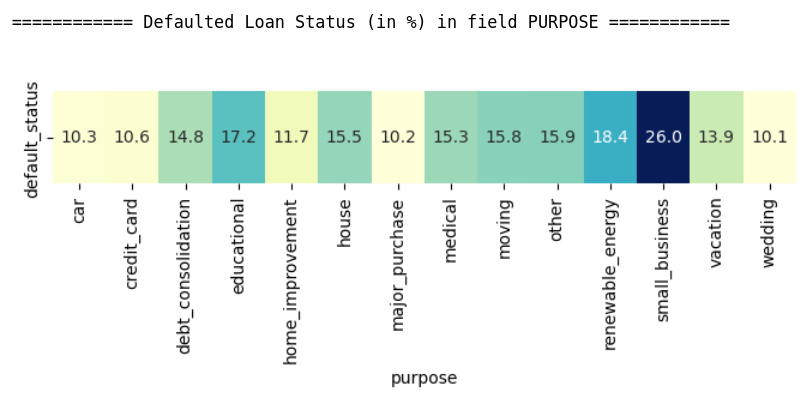 ============ Defaulted Loan Status (in %) in field PURPOSE ============
default_status
10.3 10.6 14.8 17.2 11.7 15.5 10.2 15.3 15.8 15.9 18.4 26.0 13.9 10.1
car credit_card debt_consolidation educational home_improvement house major_purchase medical moving other renewable_energy small_business vacation wedding
purpose